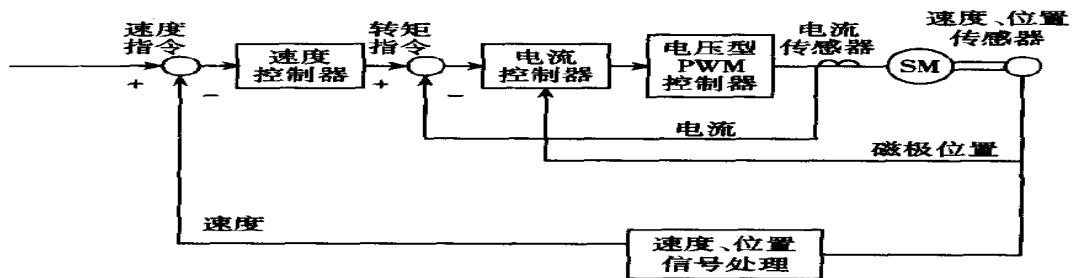 速度
指令
转矩
指令
电流
传感器
速度、位置
传感器
速度
控制器
电流
控制器
电压型
PWM
控制器
SM
+
−
+
−
电流
磁极位置
速度
速度、位置
信号处理